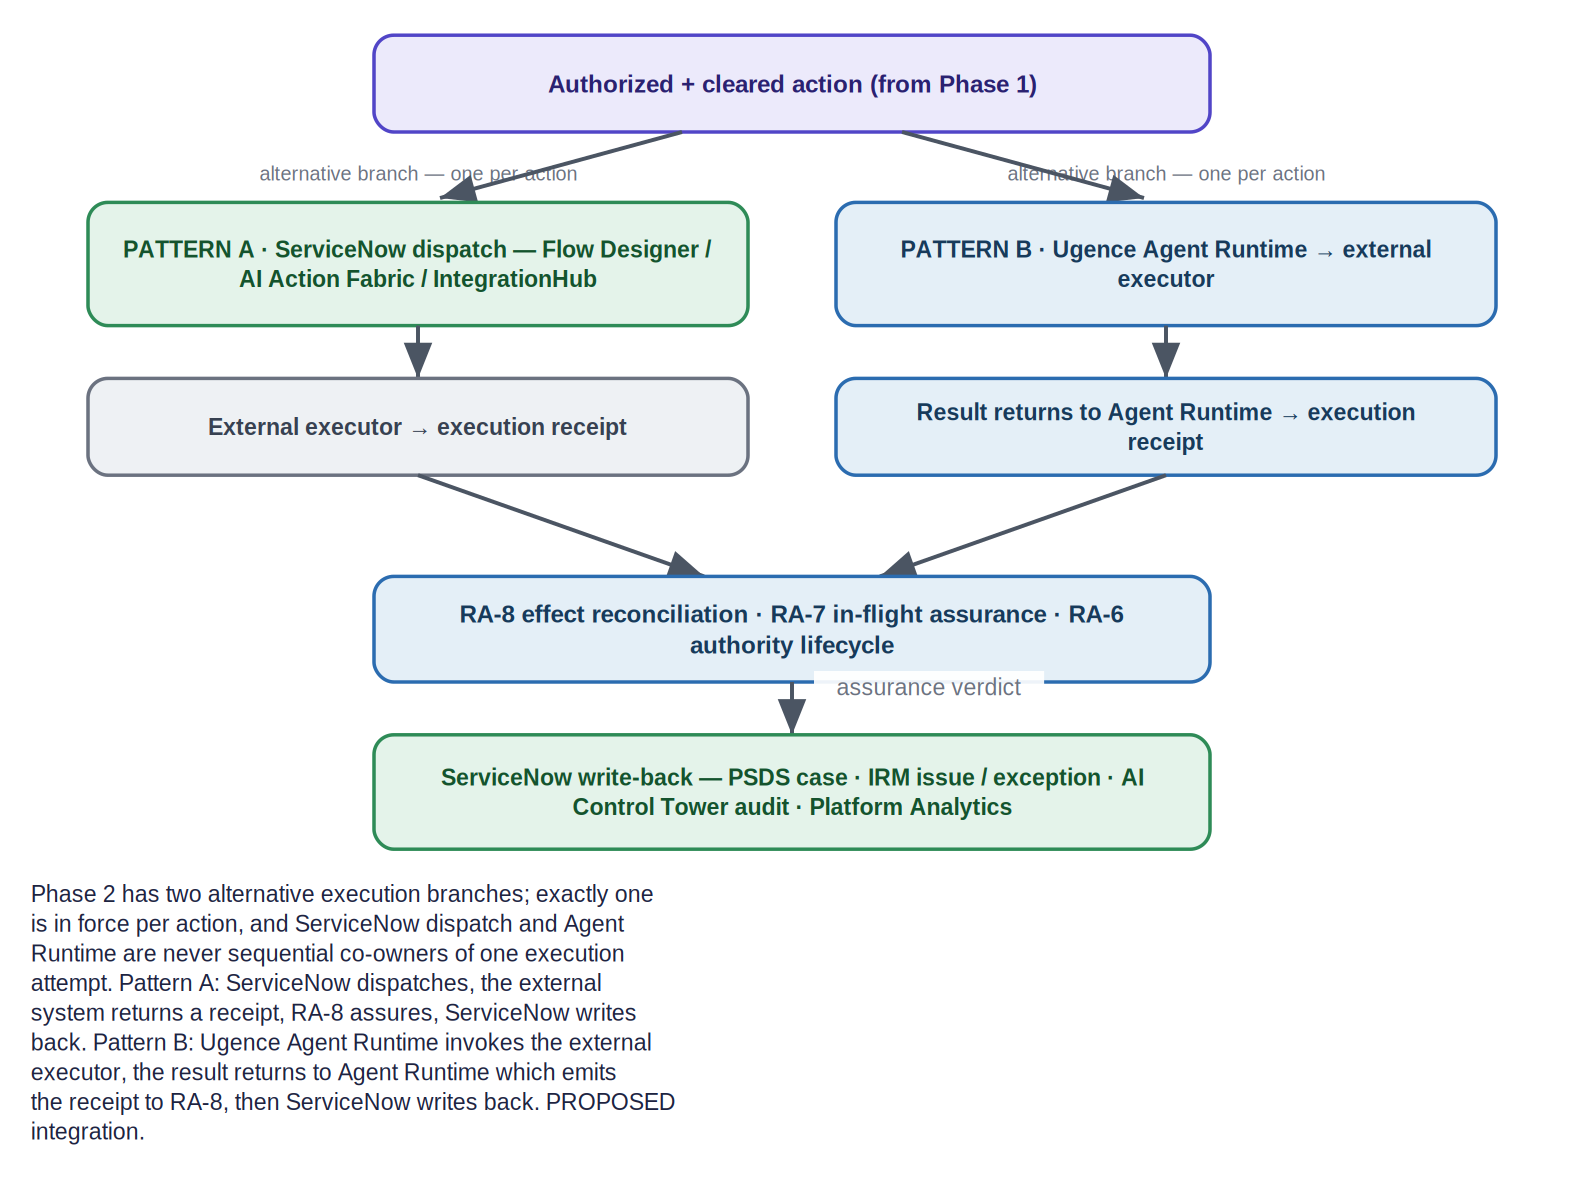 Authorized + cleared action (from Phase 1)
alternative branch — one per action
alternative branch — one per action
PATTERN A · ServiceNow dispatch — Flow Designer /
AI Action Fabric / IntegrationHub
PATTERN B · Ugence Agent Runtime → external
executor
External executor → execution receipt
Result returns to Agent Runtime → execution
receipt
RA-8 effect reconciliation · RA-7 in-flight assurance · RA-6
authority lifecycle
assurance verdict
ServiceNow write-back — PSDS case · IRM issue / exception · AI
Control Tower audit · Platform Analytics
Phase 2 has two alternative execution branches; exactly one
is in force per action, and ServiceNow dispatch and Agent
Runtime are never sequential co-owners of one execution
attempt. Pattern A: ServiceNow dispatches, the external
system returns a receipt, RA-8 assures, ServiceNow writes
back. Pattern B: Ugence Agent Runtime invokes the external
executor, the result returns to Agent Runtime which emits
the receipt to RA-8, then ServiceNow writes back. PROPOSED
integration.